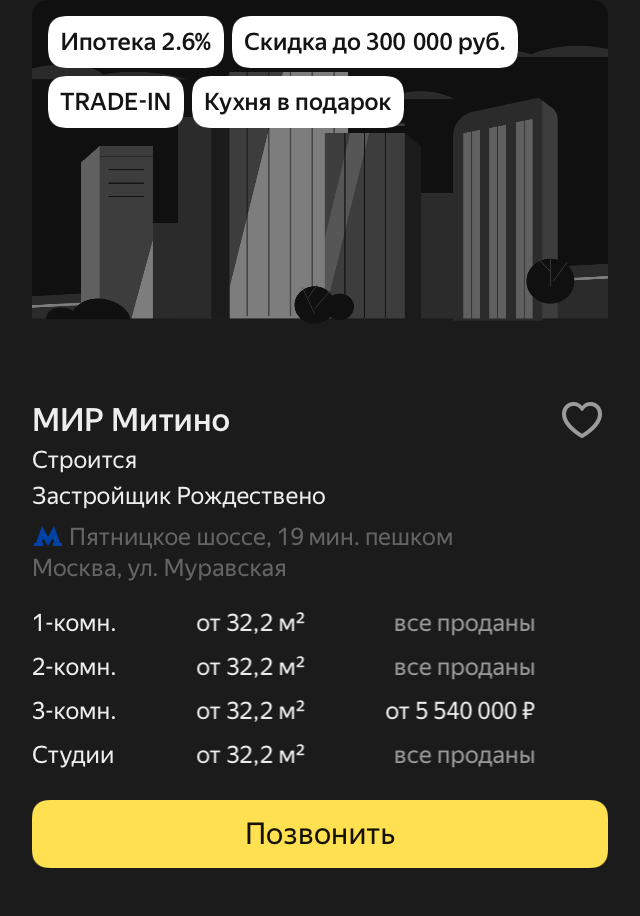 Ипотека 2.6% Скидка до 300 000 руб.
TRADE-IN Кухня в подарок
МИР Митино
Строится
Застройщик Рождествено
Пятницкое шоссе, 19 мин. пешком
Москва, ул. Муравская
1-комн. от 32,2 м² все проданы
2-комн. от 32,2 м² все проданы
3-комн. от 32,2 м² от 5 540 000 ₽
Студии от 32,2 м² все проданы
Позвонить